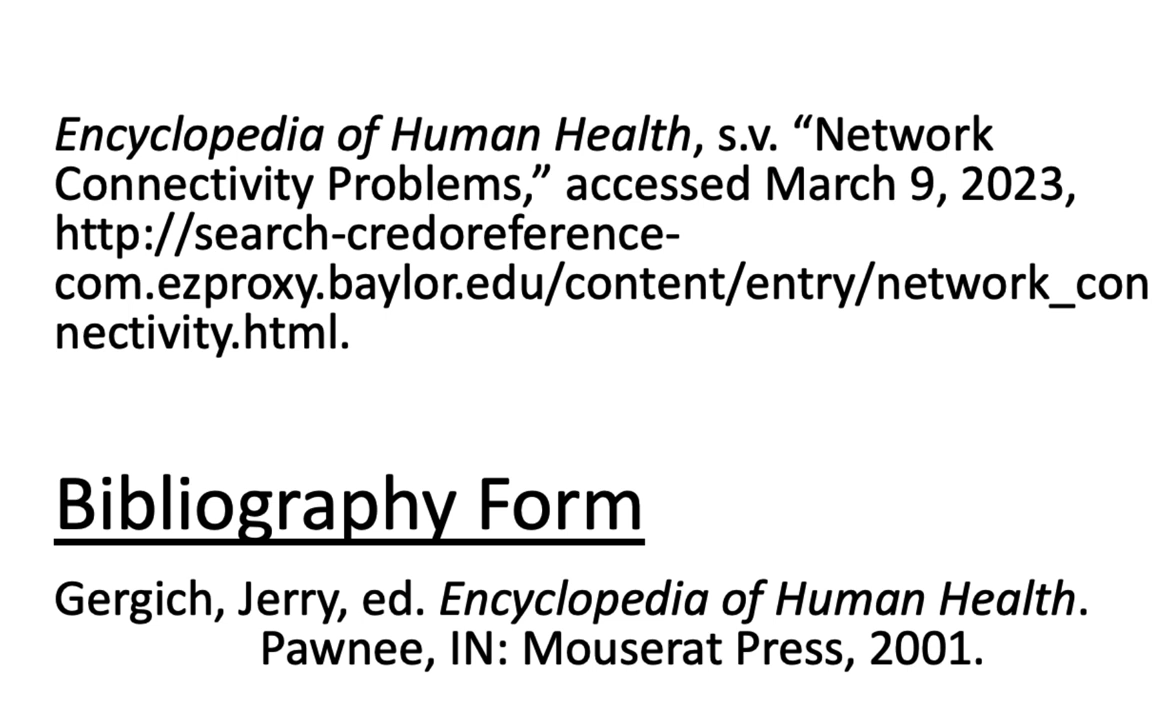 Encyclopedia of Human Health, s.v. “Network
Connectivity Problems,” accessed March 9, 2023,
http://search-credoreference-
com.ezproxy.baylor.edu/content/entry/network_con
nectivity.html.
Bibliography Form
Gergich, Jerry, ed. Encyclopedia of Human Health.
Pawnee, IN: Mouserat Press, 2001.